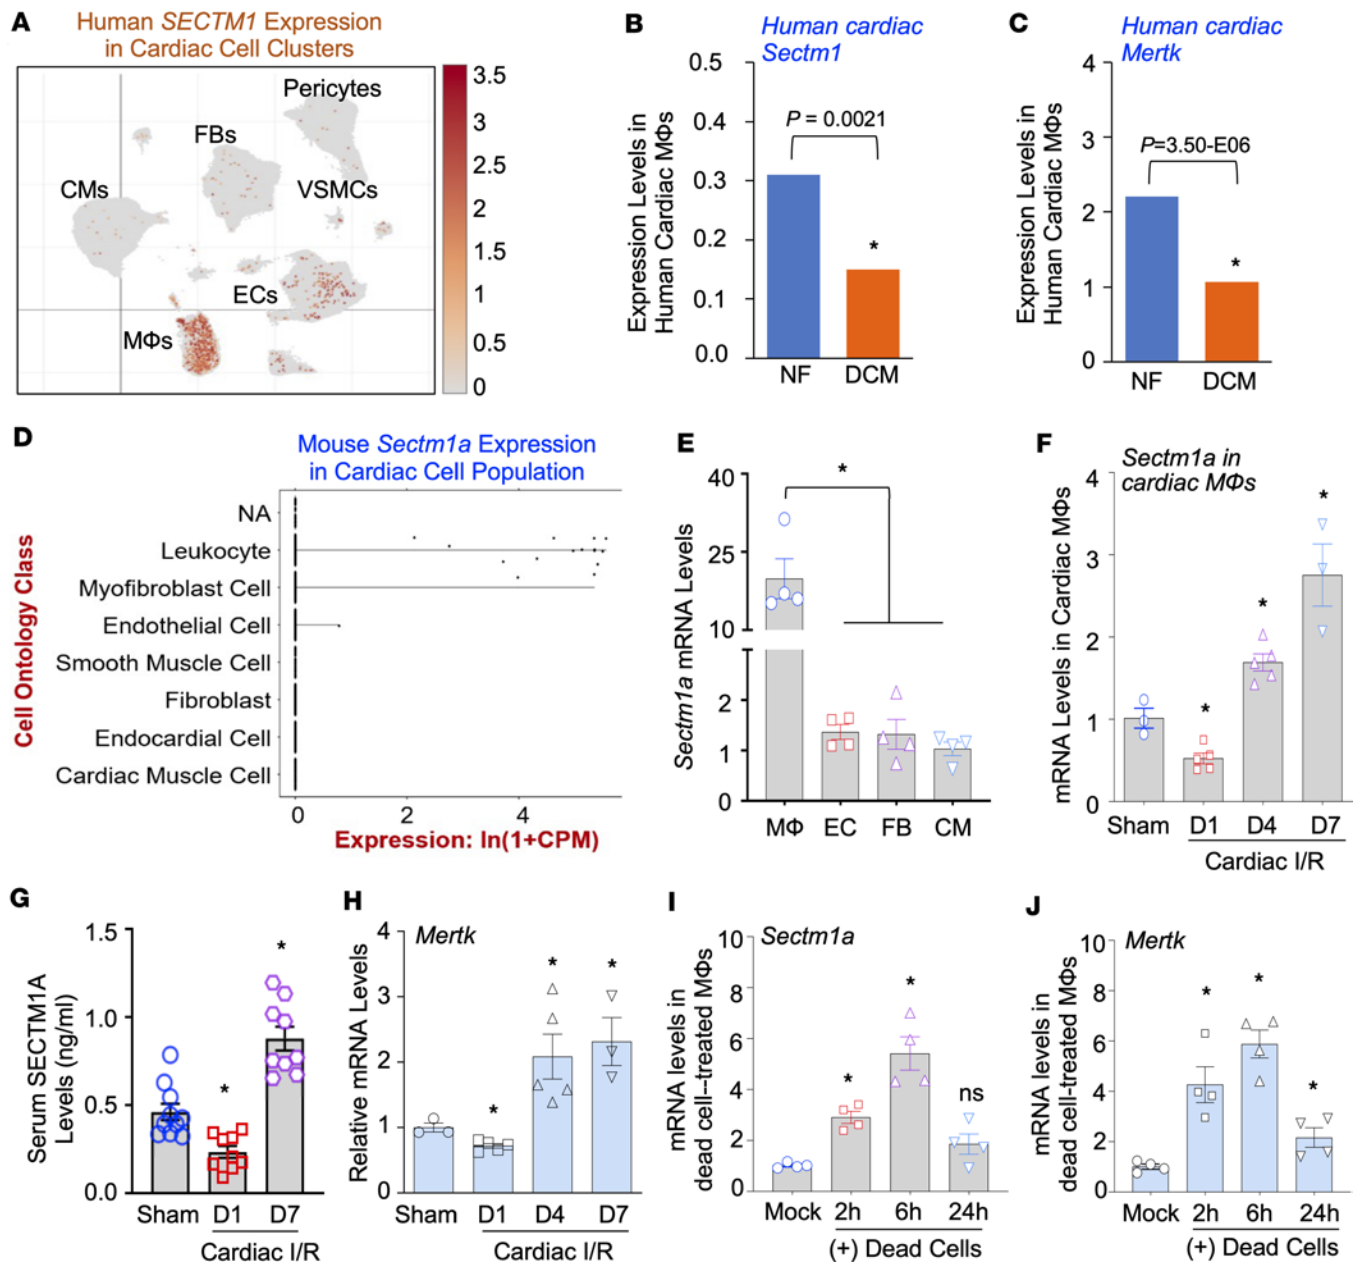 A
Human SECTM1 Expression
in Cardiac Cell Clusters
Pericytes
FBs
CMs
VSMCs
ECs
MΦs
3.5
3
2.5
2
1.5
1
0.5
0
B
Human cardiac
Sectm1
Expression Levels in
Human Cardiac MΦs
0.5
0.4
0.3
0.2
0.1
0.0
P = 0.0021
*
NF DCM
C
Human cardiac
Mertk
Expression Levels in
Human Cardiac MΦs
4
3
2
1
0
P=3.50-E06
*
NF DCM
D
Mouse Sectm1a Expression
in Cardiac Cell Population
Cell Ontology Class
NA
Leukocyte
Myofibroblast Cell
Endothelial Cell
Smooth Muscle Cell
Fibroblast
Endocardial Cell
Cardiac Muscle Cell
0 2 4
Expression: ln(1+CPM)
E
Sectm1a mRNA Levels
40
25
10
2
1
0
*
MΦ EC FB CM
F
Sectm1a in
cardiac MΦs
mRNA Levels in Cardiac MΦs
4
3
2
1
0
* * *
Sham D1 D4 D7
Cardiac I/R
G
Serum SECTM1A
Levels (ng/ml)
1.5
1.0
0.5
0.0
* *
Sham D1 D7
Cardiac I/R
H
Mertk
Relative mRNA Levels
4
3
2
1
0
* * *
Sham D1 D4 D7
Cardiac I/R
I
Sectm1a
mRNA levels in
dead cell--treated MΦs
10
8
6
4
2
0
* * ns
Mock 2h 6h 24h
(+) Dead Cells
J
Mertk
mRNA levels in
dead cell-treated MΦs
10
8
6
4
2
0
* * *
Mock 2h 6h 24h
(+) Dead Cells